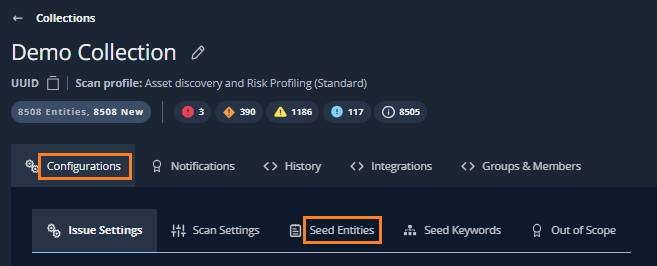 ← Collections
Demo Collection
UUID Scan profile: Asset discovery and Risk Profiling (Standard)
8508 Entities, 8508 New 3 390 1186 117 8505
Configurations Notifications <> History <> Integrations <> Groups & Members
Issue Settings Scan Settings Seed Entities Seed Keywords Out of Scope